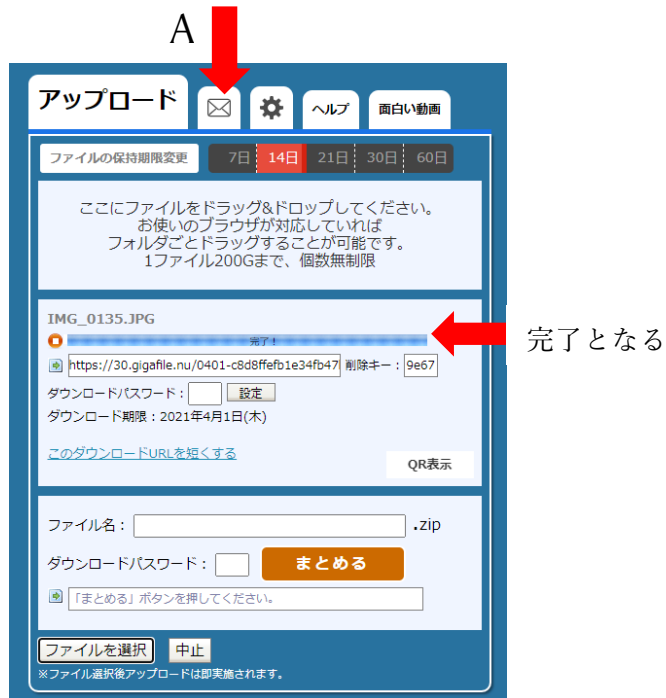 A
アップロード
ヘルプ
面白い動画
ファイルの保持期限変更
7日
14日
21日
30日
60日
ここにファイルをドラッグ&ドロップしてください。
お使いのブラウザが対応していれば
フォルダごとドラッグすることが可能です。
1ファイル200Gまで、個数無制限
IMG_0135.JPG
完了!
完了となる
https://30.gigafile.nu/0401-c8d8ffefb1e34fb47
削除キー:
9e67
ダウンロードパスワード:
設定
ダウンロード期限:2021年4月1日(木)
このダウンロードURLを短くする
QR表示
ファイル名:
.zip
ダウンロードパスワード:
まとめる
「まとめる」ボタンを押してください。
ファイルを選択
中止
※ファイル選択後アップロードは即実施されます。